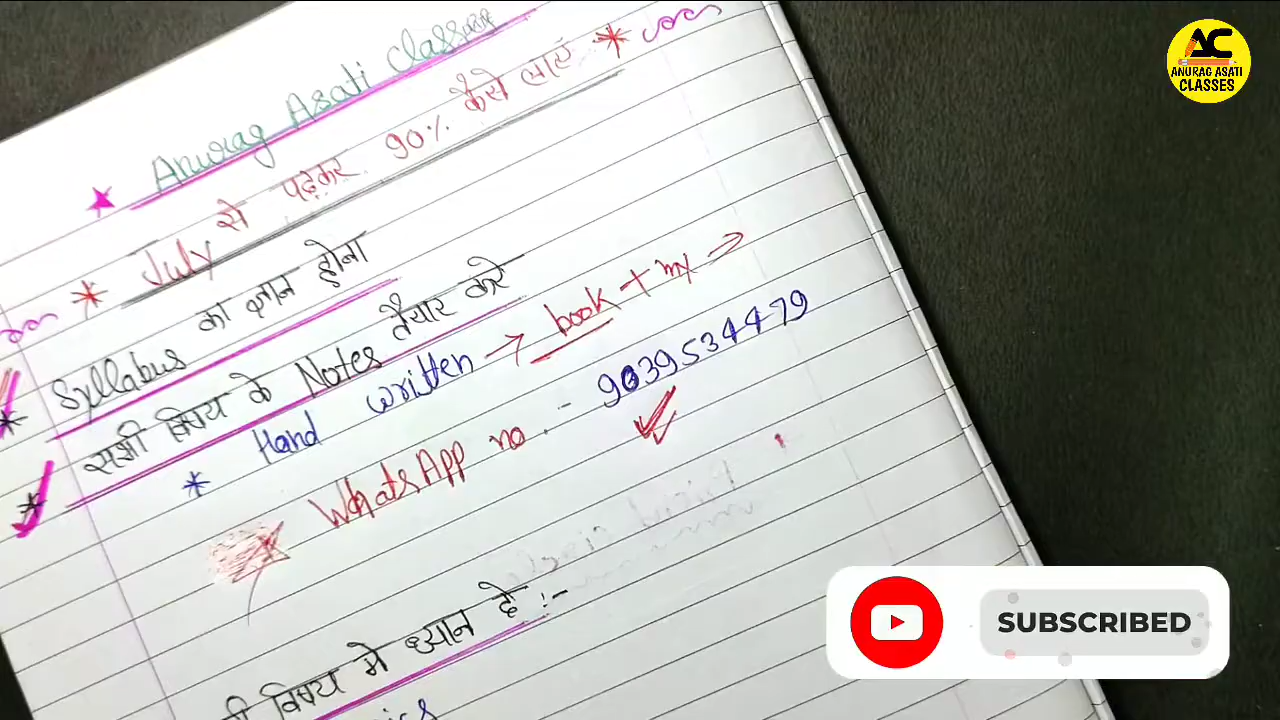 Anurag Asati Classes
* July से पढ़कर 90% कैसे लाएं *
* Syllabus का ज्ञान होना
* सभी विषय के Notes तैयार करे
* Hand written → book + my →
WhatsApp no. - 9039534479
विषय मे ध्यान दे :-
AC
ANURAG ASATI
CLASSES
SUBSCRIBED